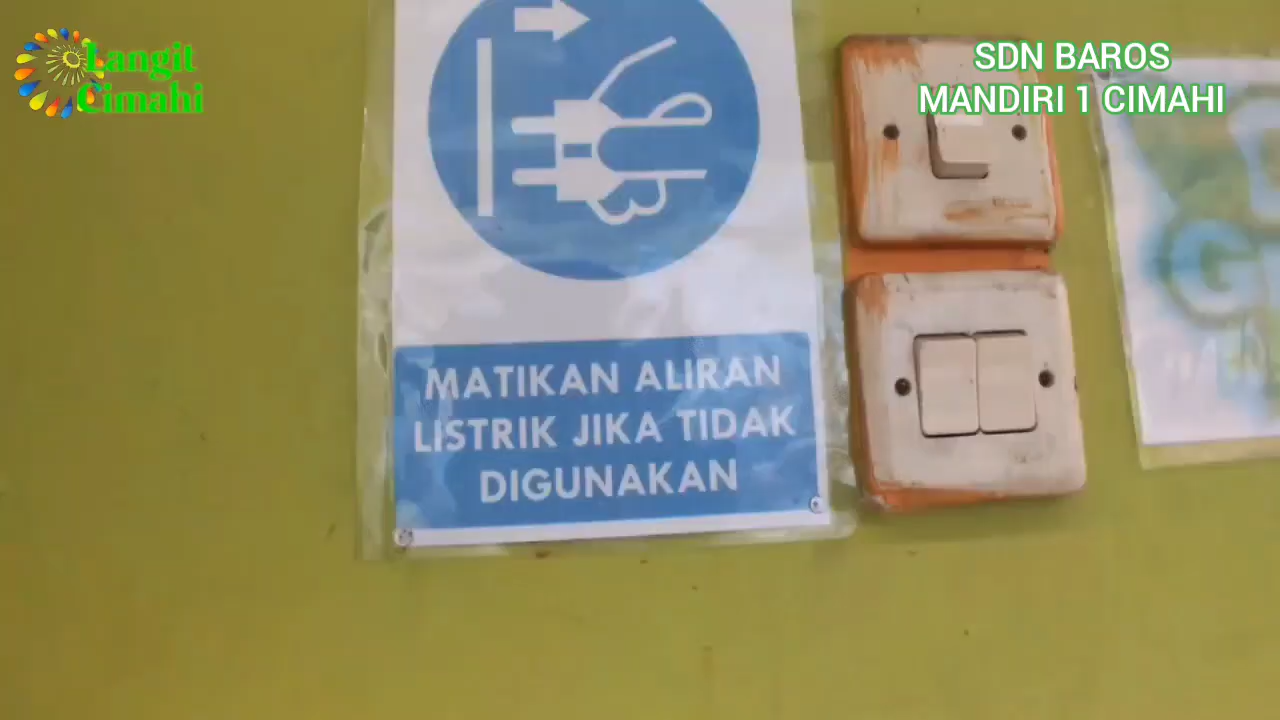 Langit
Cimahi
SDN BAROS
MANDIRI 1 CIMAHI
MATIKAN ALIRAN
LISTRIK JIKA TIDAK
DIGUNAKAN